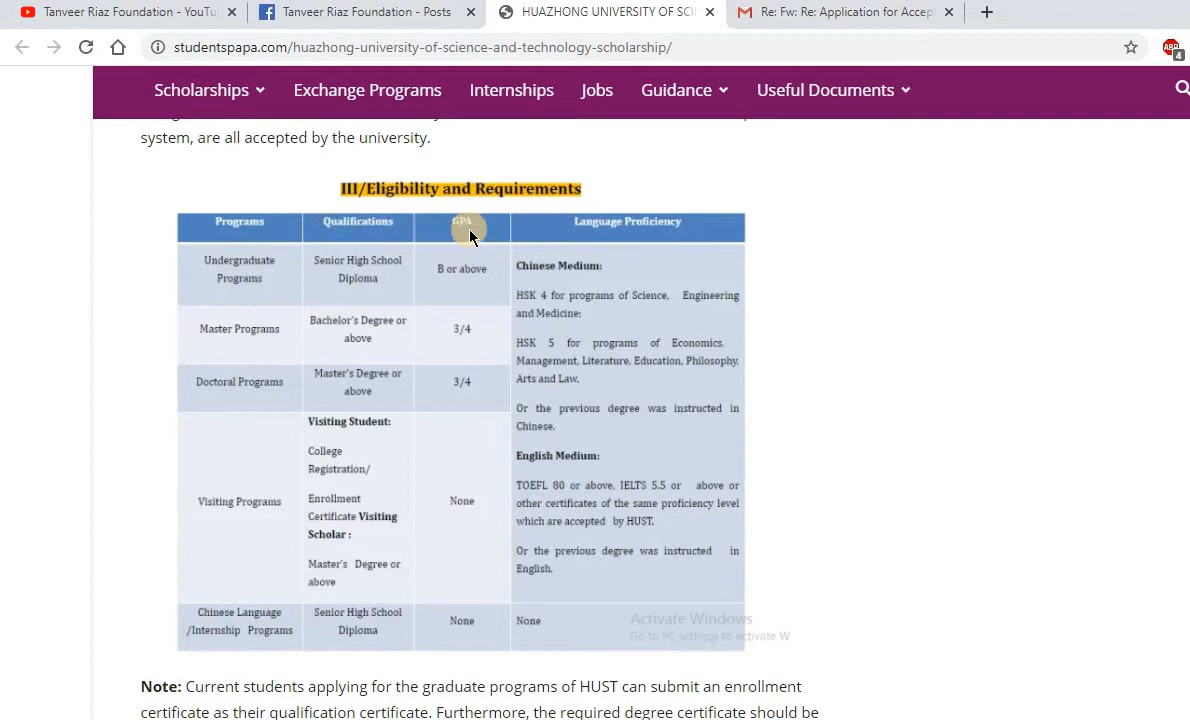 Tanveer Riaz Foundation - YouTu
Tanveer Riaz Foundation - Posts
HUAZHONG UNIVERSITY OF SCI
Re: Fw: Re: Application for Accep
studentspapa.com/huazhong-university-of-science-and-technology-scholarship/
ABP
4
Scholarships
Exchange Programs
Internships
Jobs
Guidance
Useful Documents
system, are all accepted by the university.
III/Eligibility and Requirements
Programs
Qualifications
GPA
Language Proficiency
Undergraduate
Programs
Senior High School
Diploma
B or above
Master Programs
Bachelor's Degree or
above
3/4
Doctoral Programs
Master's Degree or
above
3/4
Visiting Programs
Visiting Student:
College
Registration/
Enrollment
Certificate Visiting
Scholar :
Master's Degree or
above
None
Chinese Medium:
HSK 4 for programs of Science, Engineering
and Medicine;
HSK 5 for programs of Economics,
Management, Literature, Education, Philosophy,
Arts and Law.
Or the previous degree was instructed in
Chinese.
English Medium:
TOEFL 80 or above, IELTS 5.5 or above or
other certificates of the same proficiency level
which are accepted by HUST.
Or the previous degree was instructed in
English.
Chinese Language
/Internship Programs
Senior High School
Diploma
None
None
Activate Windows
Go to PC settings to activate W
Note: Current students applying for the graduate programs of HUST can submit an enrollment
certificate as their qualification certificate. Furthermore, the required degree certificate should be